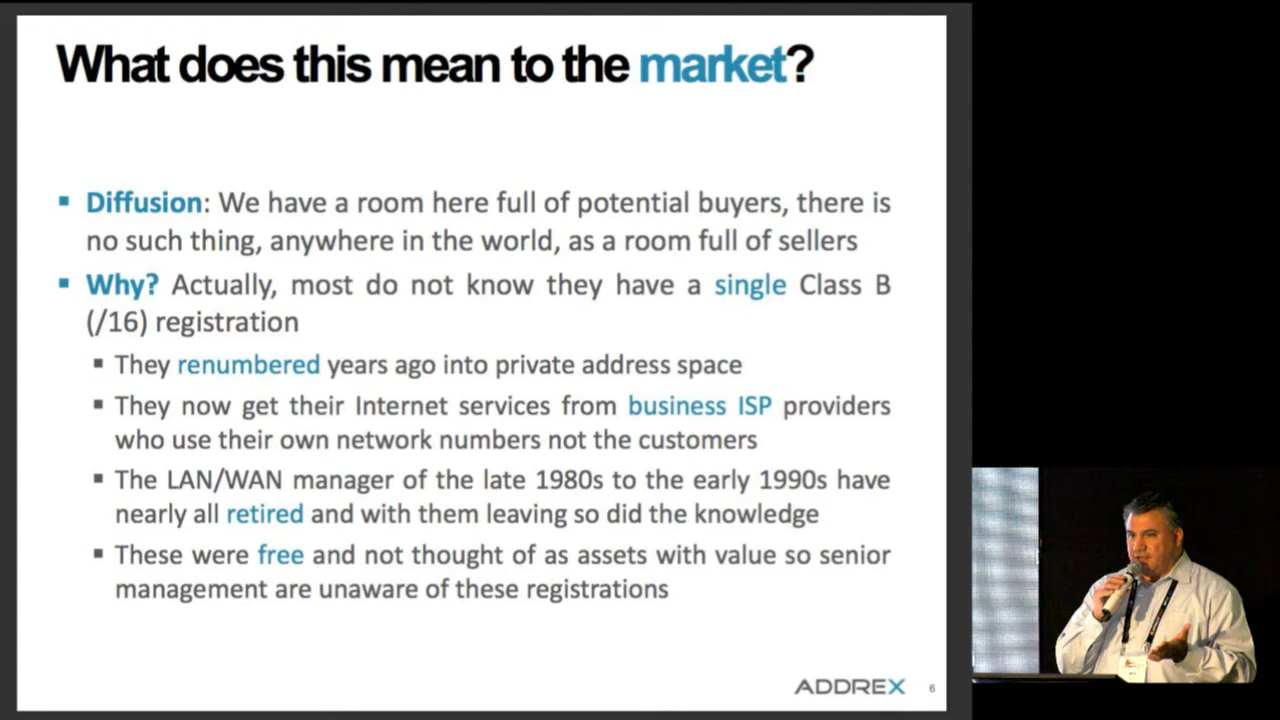 What does this mean to the market?
▪ Diffusion: We have a room here full of potential buyers, there is
no such thing, anywhere in the world, as a room full of sellers
▪ Why? Actually, most do not know they have a single Class B
(/16) registration
▪ They renumbered years ago into private address space
▪ They now get their Internet services from business ISP providers
who use their own network numbers not the customers
▪ The LAN/WAN manager of the late 1980s to the early 1990s have
nearly all retired and with them leaving so did the knowledge
▪ These were free and not thought of as assets with value so senior
management are unaware of these registrations
ADDREX 6